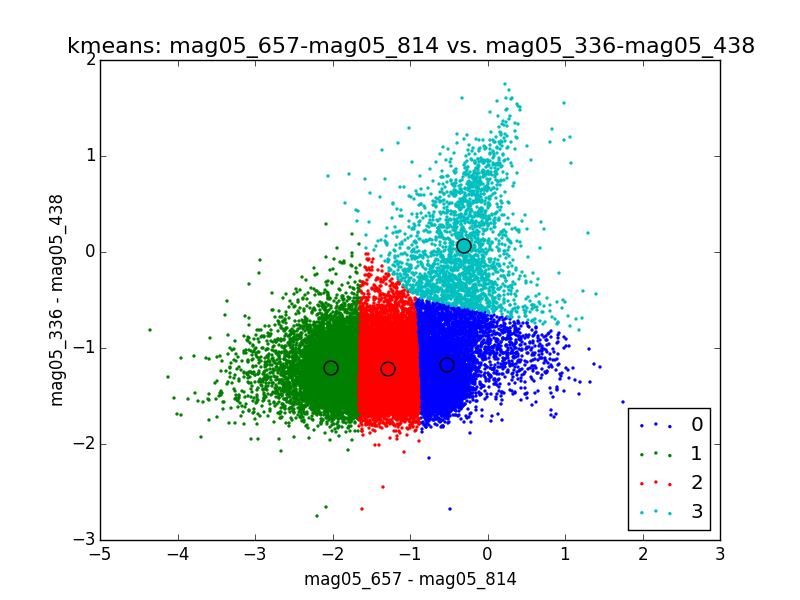 kmeans: mag05_657-mag05_814 vs. mag05_336-mag05_438
2
1
0
−1
−2
−3
mag05_336 - mag05_438
0
1
2
3
−5 −4 −3 −2 −1 0 1 2 3
mag05_657 - mag05_814